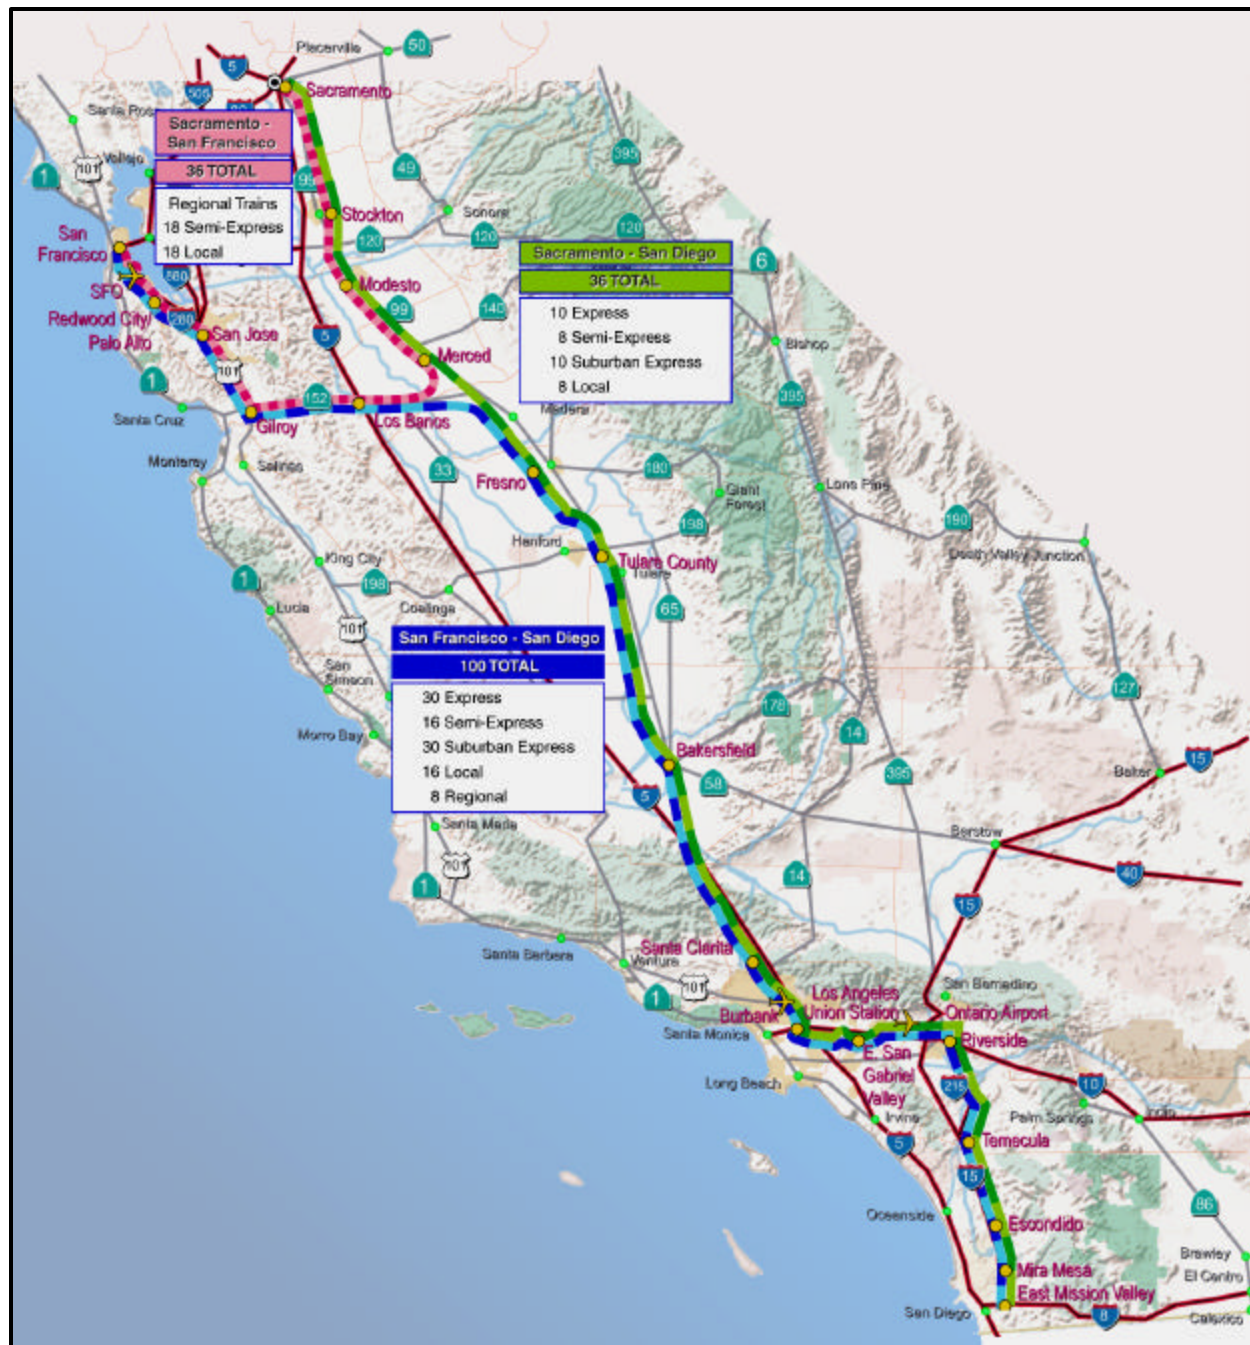 Placerville
50
5
Sacramento
505
80
Santa Ros
Sacramento -
San Francisco
36 TOTAL
Regional Trains
18 Semi-Express
18 Local
Vallejo
101
1
99
49
395
Stockton
Sonora
120
120
120
San
Francisco
580
SFO
Redwood City/
Palo Alto
280
San Jose
Modesto
99
140
Sacramento - San Diego
36 TOTAL
10 Express
8 Semi-Express
10 Suburban Express
8 Local
6
Bishop
5
Merced
101
1
395
152
Santa Cruz
Gilroy
Los Banos
Madera
Monterey
Salinas
33
Fresno
180
Giant
Forest
Lone Pine
198
190
Hanford
Death Valley Junction
Tulare County
Tulare
King City
1
198
Lucia
Coalinga
65
101
San Francisco - San Diego
100 TOTAL
30 Express
16 Semi-Express
30 Suburban Express
16 Local
8 Regional
San
Simeon
127
178
Morro Bay
14
Bakersfield
15
395
Baker
58
5
Santa Maria
Barstow
101
1
14
40
15
Santa Barbara
Santa Clarita
Ventura
101
1
San Bernardino
Los Angeles
Union Station
Burbank
Ontario Airport
Santa Monica
Riverside
E. San
Gabriel
Valley
Long Beach
215
10
Irvine
Palm Springs
Indio
5
Temecula
15
86
Oceanside
Escondido
Brawley
Mira Mesa
El Centro
East Mission Valley
San Diego
8
Calexico